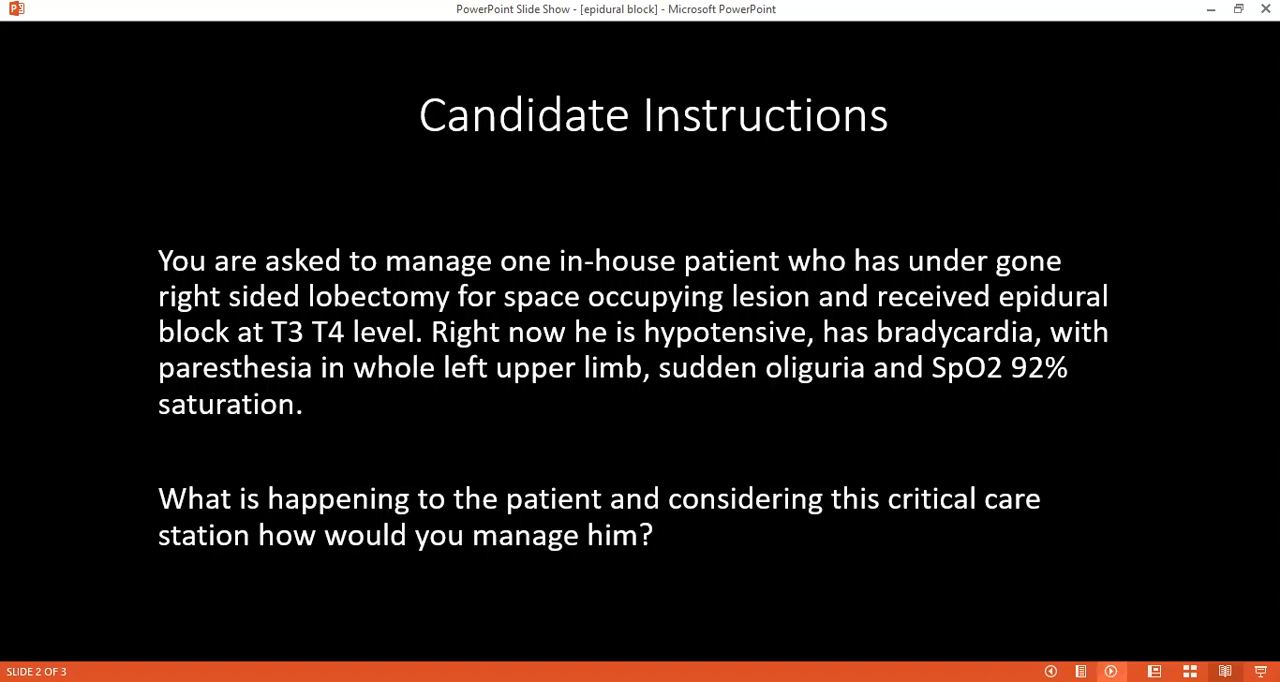 PowerPoint Slide Show - [epidural block] - Microsoft PowerPoint
Candidate Instructions
You are asked to manage one in-house patient who has under gone
right sided lobectomy for space occupying lesion and received epidural
block at T3 T4 level. Right now he is hypotensive, has bradycardia, with
paresthesia in whole left upper limb, sudden oliguria and SpO2 92%
saturation.
What is happening to the patient and considering this critical care
station how would you manage him?
SLIDE 2 OF 3